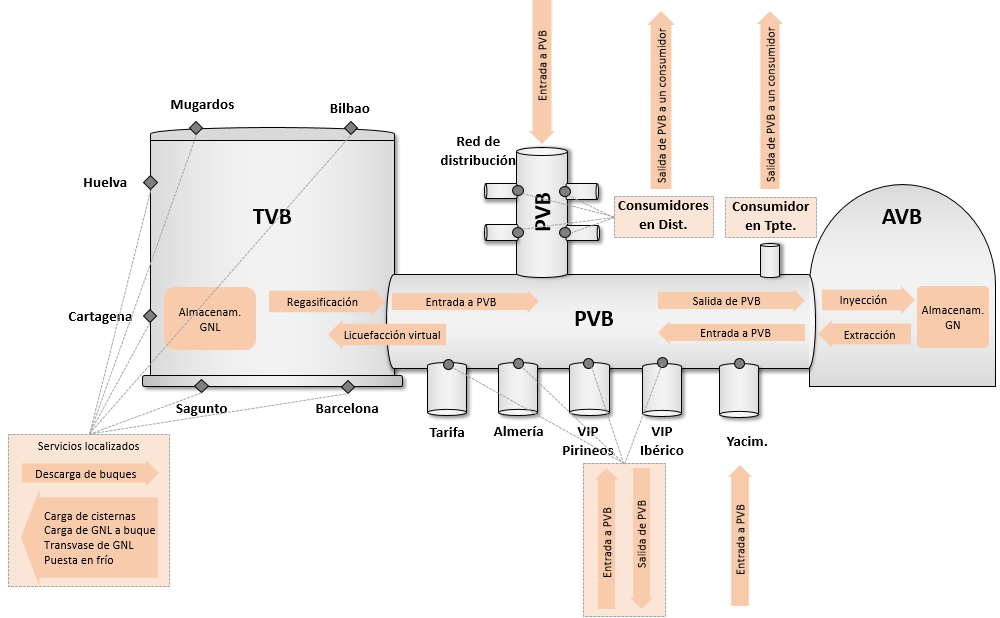 Entrada a PVB
Salida de PVB a un consumidor
Salida de PVB a un consumidor
Mugardos
Bilbao
Red de
distribución
Huelva
TVB
PVB
Consumidores
en Dist.
Consumidor
en Tpte.
AVB
Cartagena
Almacenam.
GNL
Regasificación
Entrada a PVB
Licuefacción virtual
PVB
Salida de PVB
Entrada a PVB
Inyección
Extracción
Almacenam.
GN
Sagunto
Barcelona
Tarifa
Almería
VIP
Pirineos
VIP
Ibérico
Yacim.
Servicios localizados
Descarga de buques
Carga de cisternas
Carga de GNL a buque
Transvase de GNL
Puesta en frío
Entrada a PVB
Salida de PVB
Entrada a PVB